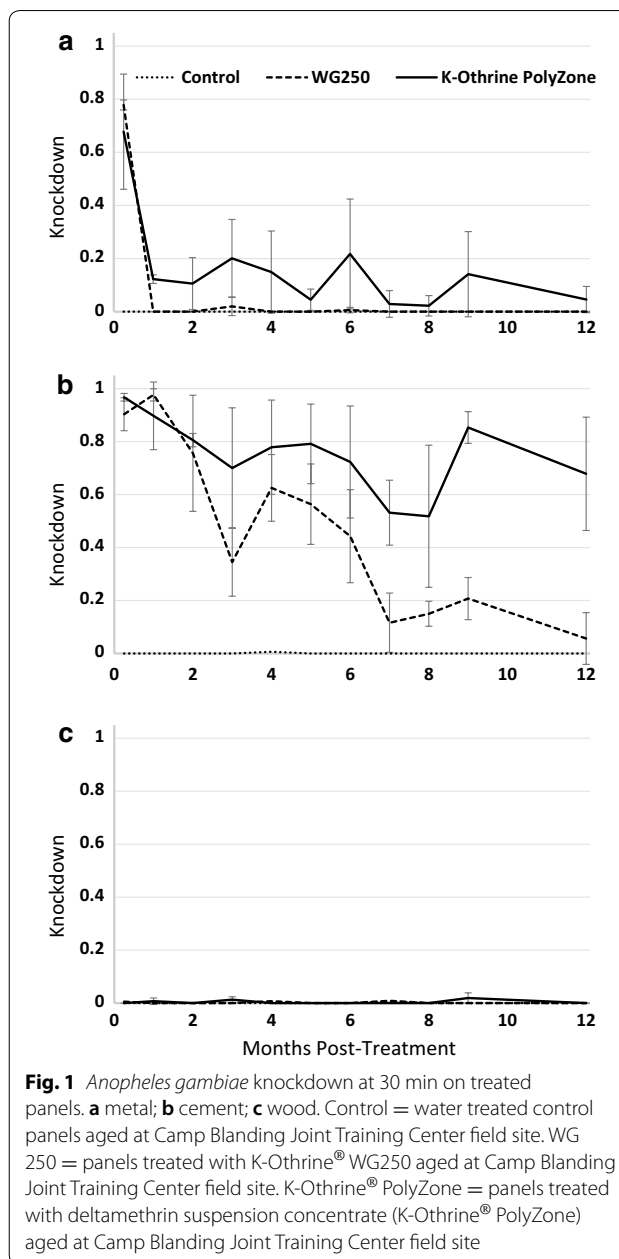 a
1
Control WG250 K-Othrine PolyZone
0.8
0.6
Knockdown
0.4
0.2
0
0 2 4 6 8 10 12
b
1
0.8
0.6
Knockdown
0.4
0.2
0
0 2 4 6 8 10 12
c
1
0.8
0.6
Knockdown
0.4
0.2
0
0 2 4 6 8 10 12
Months Post-Treatment
Fig. 1 Anopheles gambiae knockdown at 30 min on treated
panels. a metal; b cement; c wood. Control = water treated control
panels aged at Camp Blanding Joint Training Center field site. WG
250 = panels treated with K-Othrine® WG250 aged at Camp Blanding
Joint Training Center field site. K-Othrine® PolyZone = panels treated
with deltamethrin suspension concentrate (K-Othrine® PolyZone)
aged at Camp Blanding Joint Training Center field site